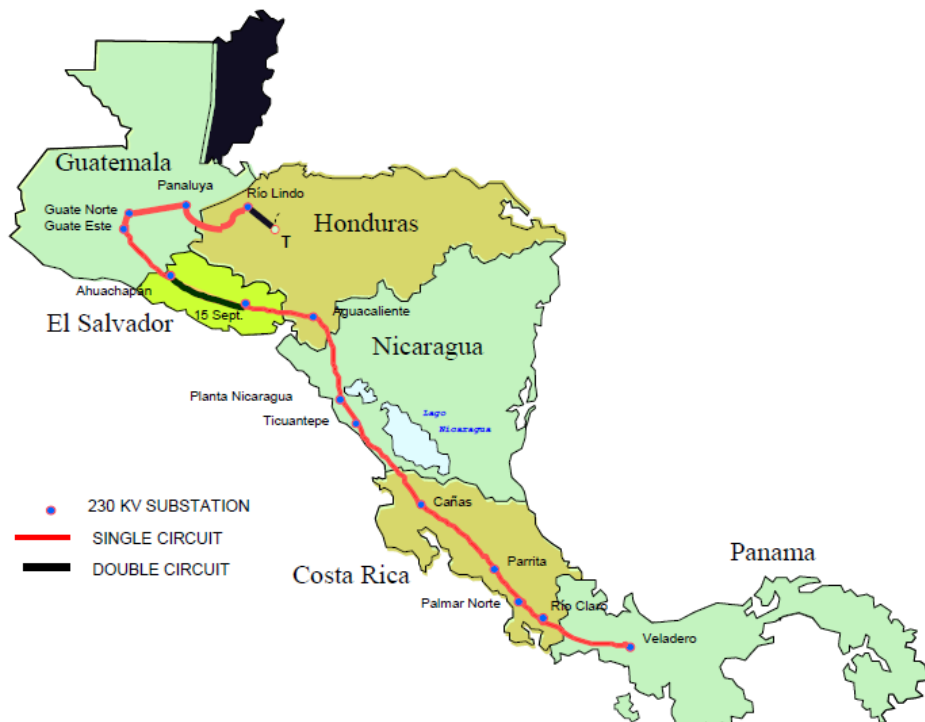 Guatemala
Panaluya
Río Lindo
Guate Norte
Guate Este
Honduras
T
Ahuachapán
15 Sept.
Aguacaliente
El Salvador
Nicaragua
Planta Nicaragua
Ticuantepe
Lago
Nicaragua
230 KV SUBSTATION
SINGLE CIRCUIT
DOUBLE CIRCUIT
Cañas
Costa Rica
Parrita
Panama
Palmar Norte
Río Claro
Veladero